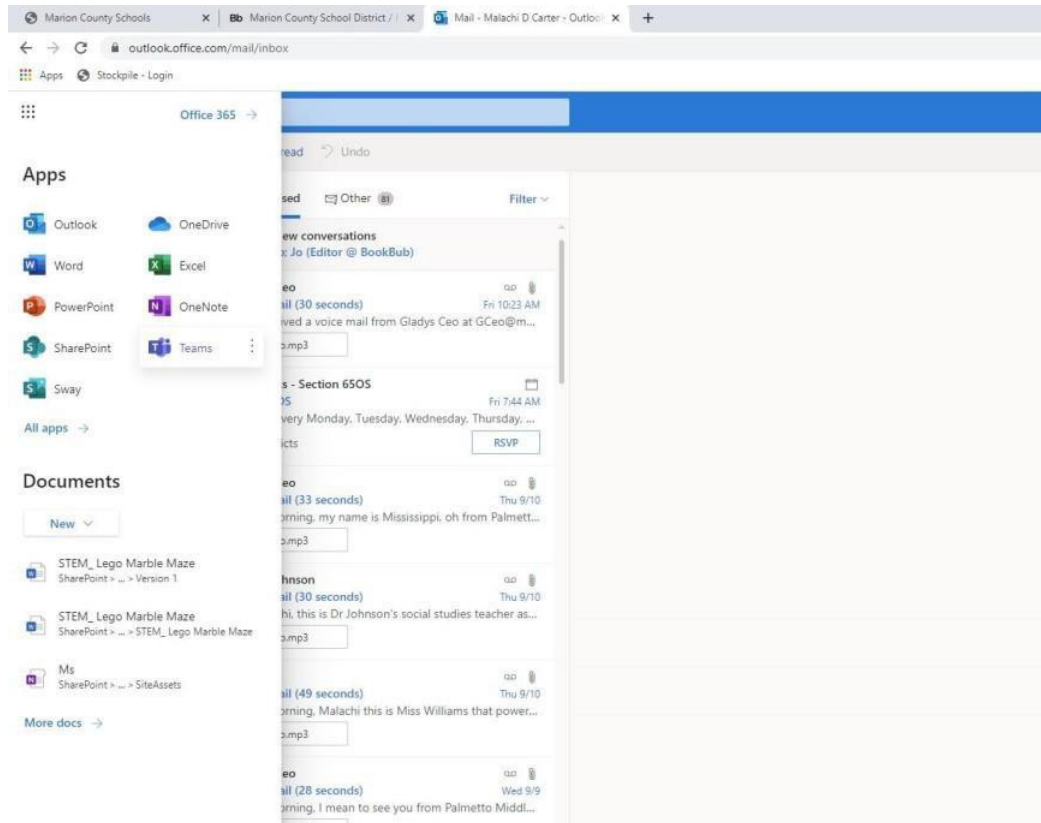 Marion County Schools
Bb Marion County School District /
Mail - Malachi D Carter - Outloo
outlook.office.com/mail/inbox
Apps
Stockpile - Login
Office 365
Apps
Outlook
OneDrive
Word
Excel
PowerPoint
OneNote
SharePoint
Teams
Sway
All apps
Documents
New
STEM_ Lego Marble Maze
SharePoint > ... > Version 1
STEM_ Lego Marble Maze
SharePoint > ... > STEM_ Lego Marble Maze
Ms
SharePoint > ... > SiteAssets
More docs
read Undo
sed Other 81 Filter
ew conversations
: Jo (Editor @ BookBub)
eo
ail (30 seconds) Fri 10:23 AM
ved a voice mail from Gladys Ceo at GCeo@m...
o.mp3
s - Section 65OS
OS Fri 7:44 AM
very Monday, Tuesday, Wednesday, Thursday, ...
icts RSVP
eo
ail (33 seconds) Thu 9/10
orning, my name is Mississippi, oh from Palmett...
o.mp3
hnson
ail (30 seconds) Thu 9/10
hi, this is Dr Johnson's social studies teacher as...
o.mp3
ail (49 seconds) Thu 9/10
orning, Malachi this is Miss Williams that power...
o.mp3
eo
ail (28 seconds) Wed 9/9
orning, I mean to see you from Palmetto Middl...